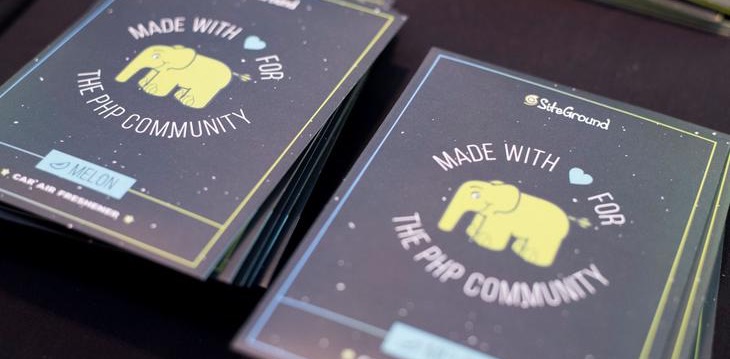 MADE WITH
FOR
THE PHP COMMUNITY
MELON
CAR AIR FRESHENER
SiteGround
MADE WITH
FOR
THE PHP COMMUNITY